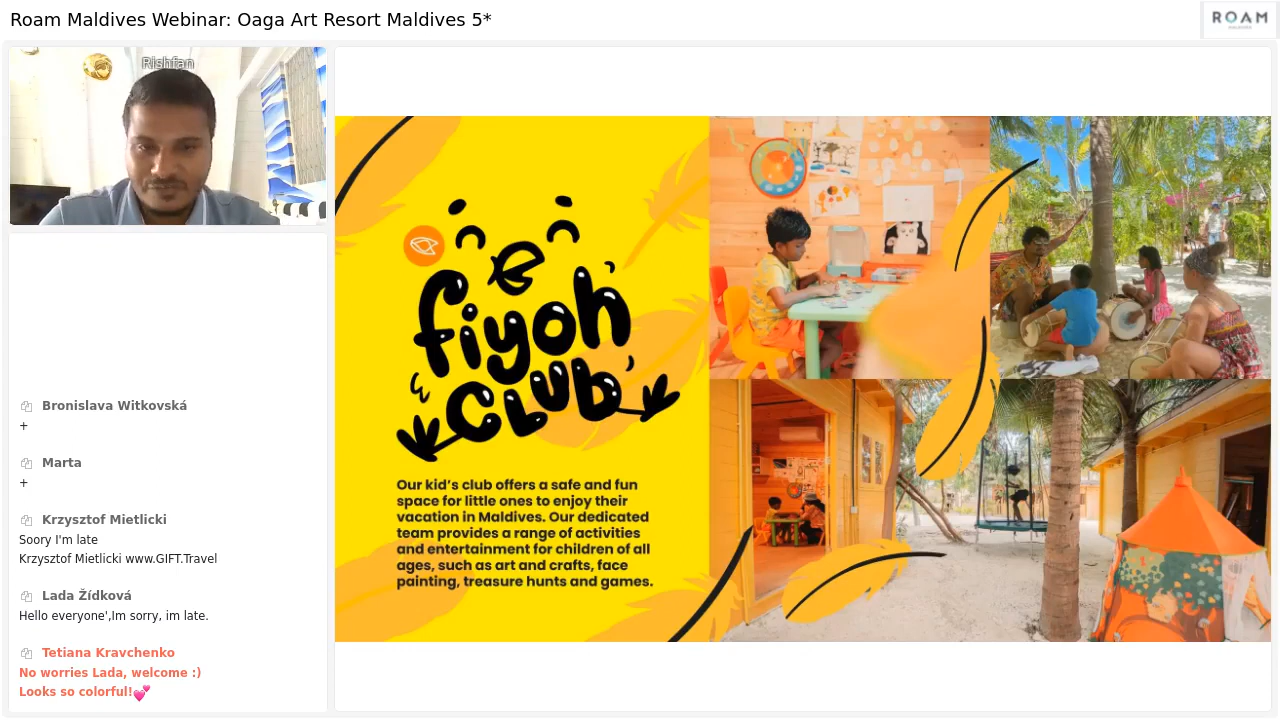 Roam Maldives Webinar: Oaga Art Resort Maldives 5*
ROAM
Rishfan
fiyoh
CLUB
Our kid's club offers a safe and fun
space for little ones to enjoy their
vacation in Maldives. Our dedicated
team provides a range of activities
and entertainment for children of all
ages, such as art and crafts, face
painting, treasure hunts and games.
Bronislava Witkovská
+
Marta
+
Krzysztof Mietlicki
Soory I'm late
Krzysztof Mietlicki www.GIFT.Travel
Lada Žídková
Hello everyone',Im sorry, im late.
Tetiana Kravchenko
No worries Lada, welcome :)
Looks so colorful!💕